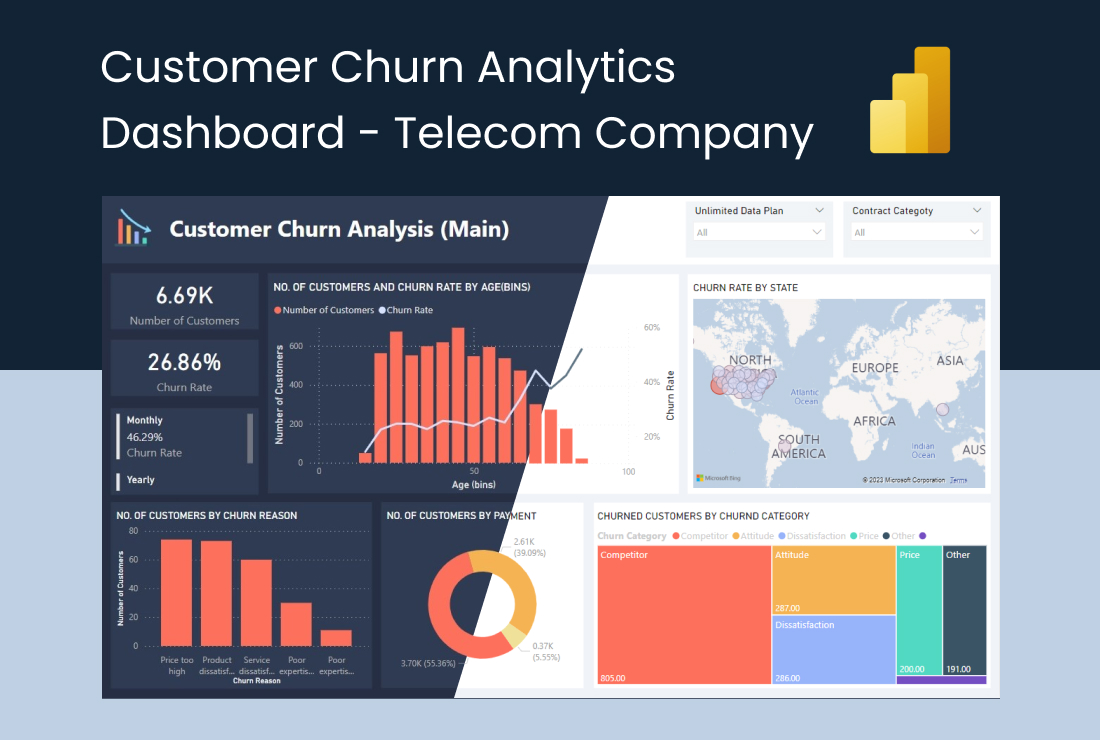 Customer Churn Analytics
Dashboard - Telecom Company
Customer Churn Analysis (Main)
Unlimited Data Plan
All
Contract Categoty
All
6.69K
Number of Customers
26.86%
Churn Rate
Monthly
46.29%
Churn Rate
Yearly
NO. OF CUSTOMERS AND CHURN RATE BY AGE(BINS)
Number of Customers Churn Rate
Number of Customers
600
400
200
0
0
50
100
Age (bins)
60%
40%
20%
Churn Rate
CHURN RATE BY STATE
NORTH
EUROPE
ASIA
Atlantic
Ocean
AFRICA
SOUTH
AMERICA
Indian
Ocean
AUS
Microsoft Bing
© 2023 Microsoft Corporation Terms
NO. OF CUSTOMERS BY CHURN REASON
Number of Customers
80
60
40
20
0
Price too
high
Product
dissatisf...
Service
dissatisf...
Poor
expertis...
Poor
expertis...
Churn Reason
NO. OF CUSTOMERS BY PAYMENT
2.61K
(39.09%)
0.37K
(5.55%)
3.70K (55.36%)
CHURNED CUSTOMERS BY CHURND CATEGORY
Churn Category Competitor Attitude Dissatisfaction Price Other
Competitor
805.00
Attitude
287.00
Dissatisfaction
286.00
Price
200.00
Other
191.00